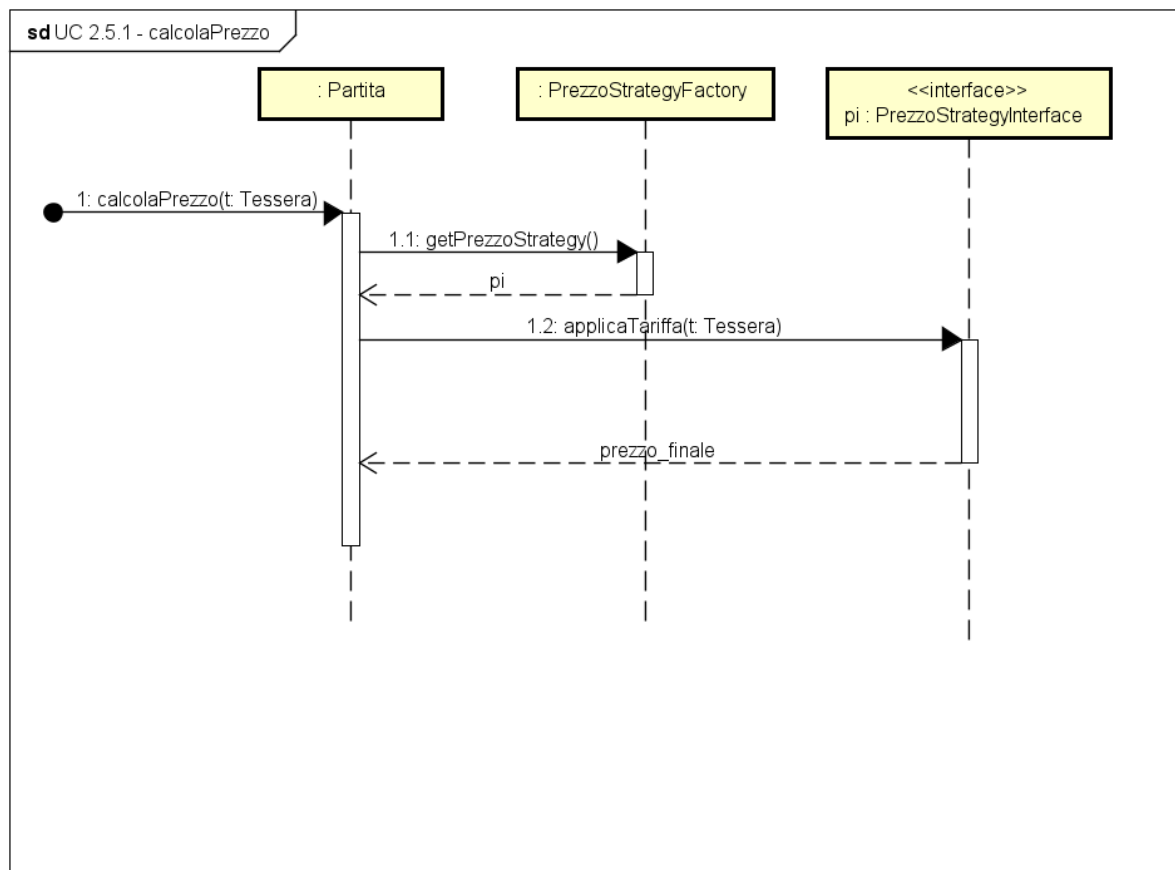 sd UC 2.5.1 - calcolaPrezzo
: Partita
: PrezzoStrategyFactory
<<interface>>
pi : PrezzoStrategyInterface
1: calcolaPrezzo(t: Tessera)
1.1: getPrezzoStrategy()
pi
1.2: applicaTariffa(t: Tessera)
prezzo_finale